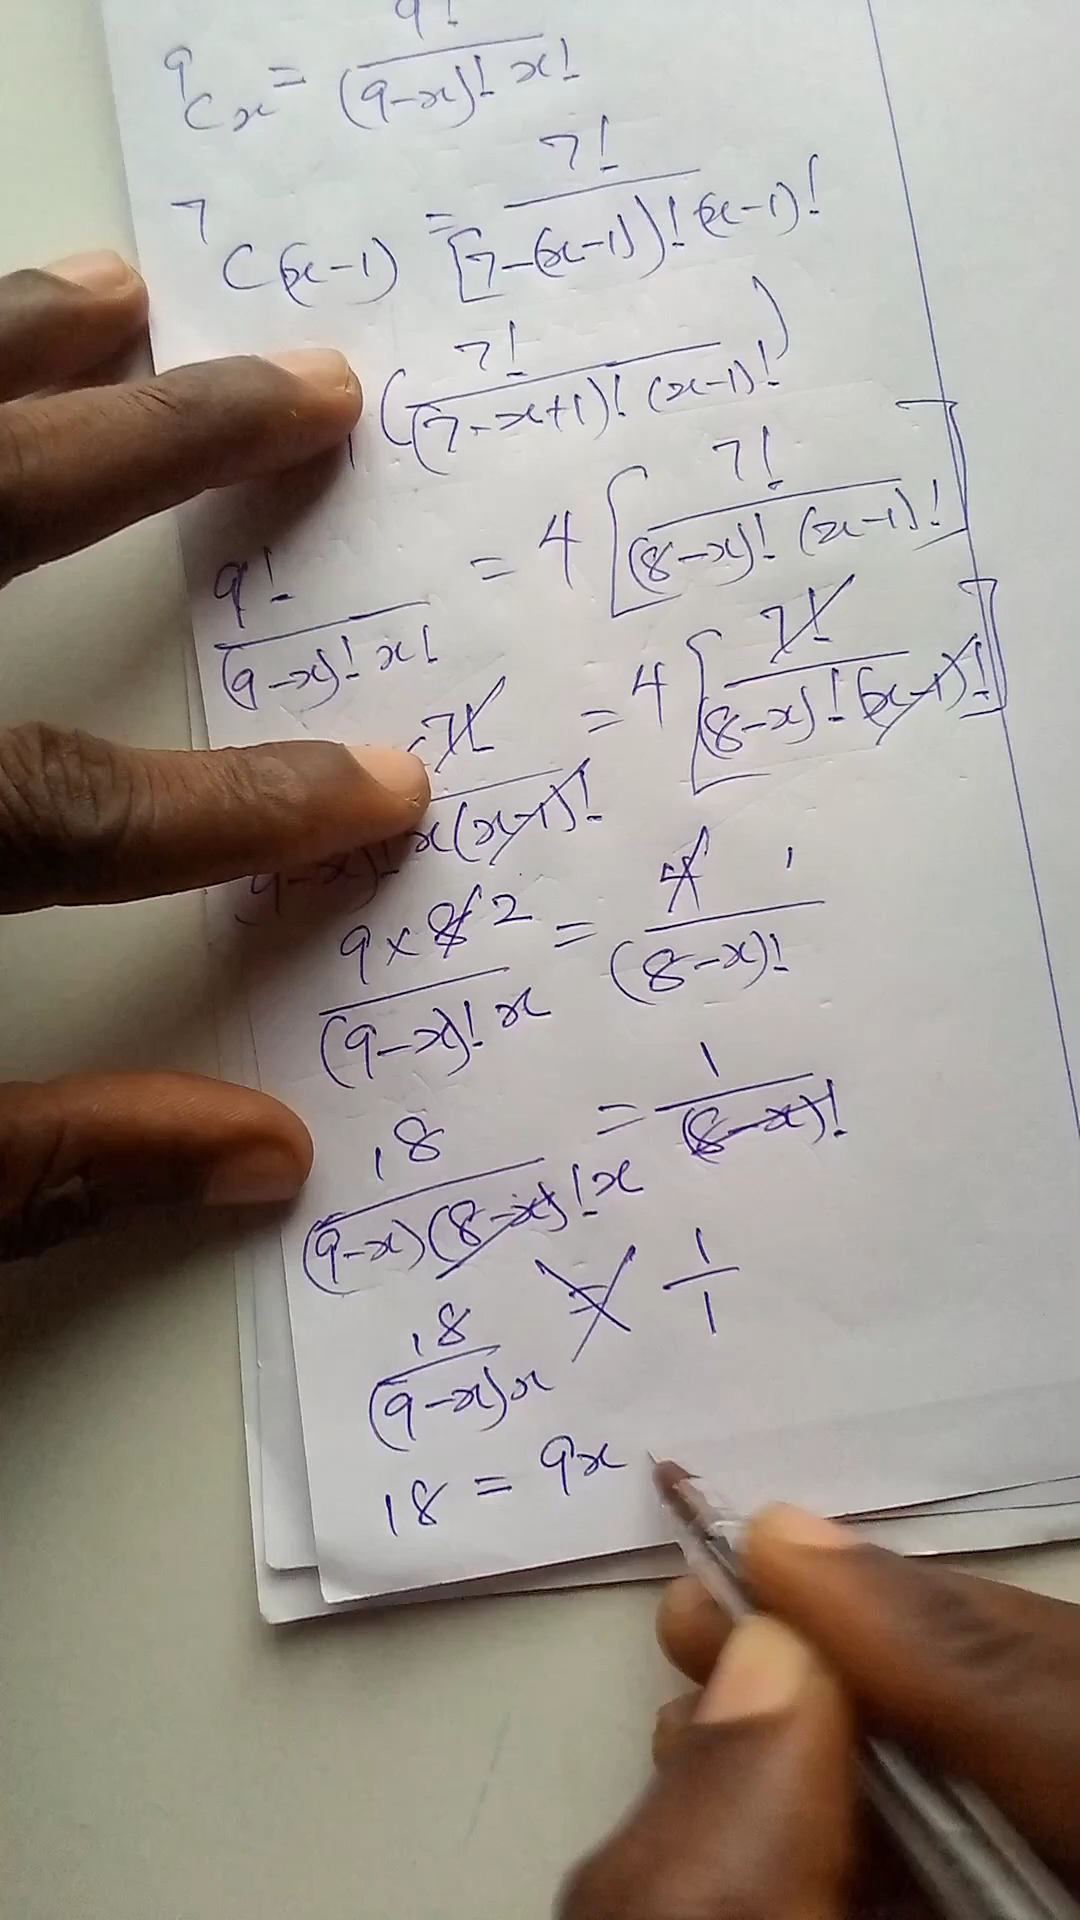 9Cx = 9! / (9-x)! x!
7C(x-1) = 7! / [7-(x-1)]! (x-1)!
( 7! / (7-x+1)! (x-1)! )
9! / (9-x)! x! = 4 [ 7! / (8-x)! (x-1)! ]
7! / (9-x)! x(x-1)! = 4 [ 7! / (8-x)! (x-1)! ]
9 × 8 2 / (9-x)! x = 4 1 / (8-x)!
18 / (9-x)(8-x)! x = 1 / (8-x)!
18 / (9-x)x = 1 / 1
18 = 9x